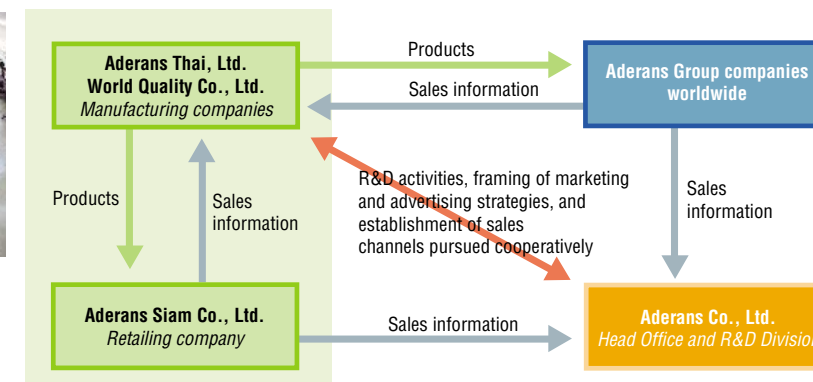 Aderans Thai, Ltd.
World Quality Co., Ltd.
Manufacturing companies
Products
Sales information
Aderans Group companies
worldwide
Products
Sales
information
R&D activities, framing of marketing
and advertising strategies, and
establishment of sales
channels pursued cooperatively
Sales
information
Aderans Siam Co., Ltd.
Retailing company
Sales information
Aderans Co., Ltd.
Head Office and R&D Division